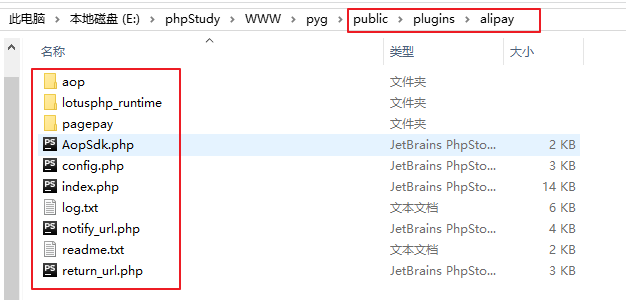 此电脑 › 本地磁盘 (E:) › phpStudy › WWW › pyg › public › plugins › alipay
名称 类型 大小
aop 文件夹
lotusphp_runtime 文件夹
pagepay 文件夹
AopSdk.php JetBrains PhpSto... 2 KB
config.php JetBrains PhpSto... 3 KB
index.php JetBrains PhpSto... 14 KB
log.txt 文本文档 6 KB
notify_url.php JetBrains PhpSto... 4 KB
readme.txt 文本文档 2 KB
return_url.php JetBrains PhpSto... 3 KB